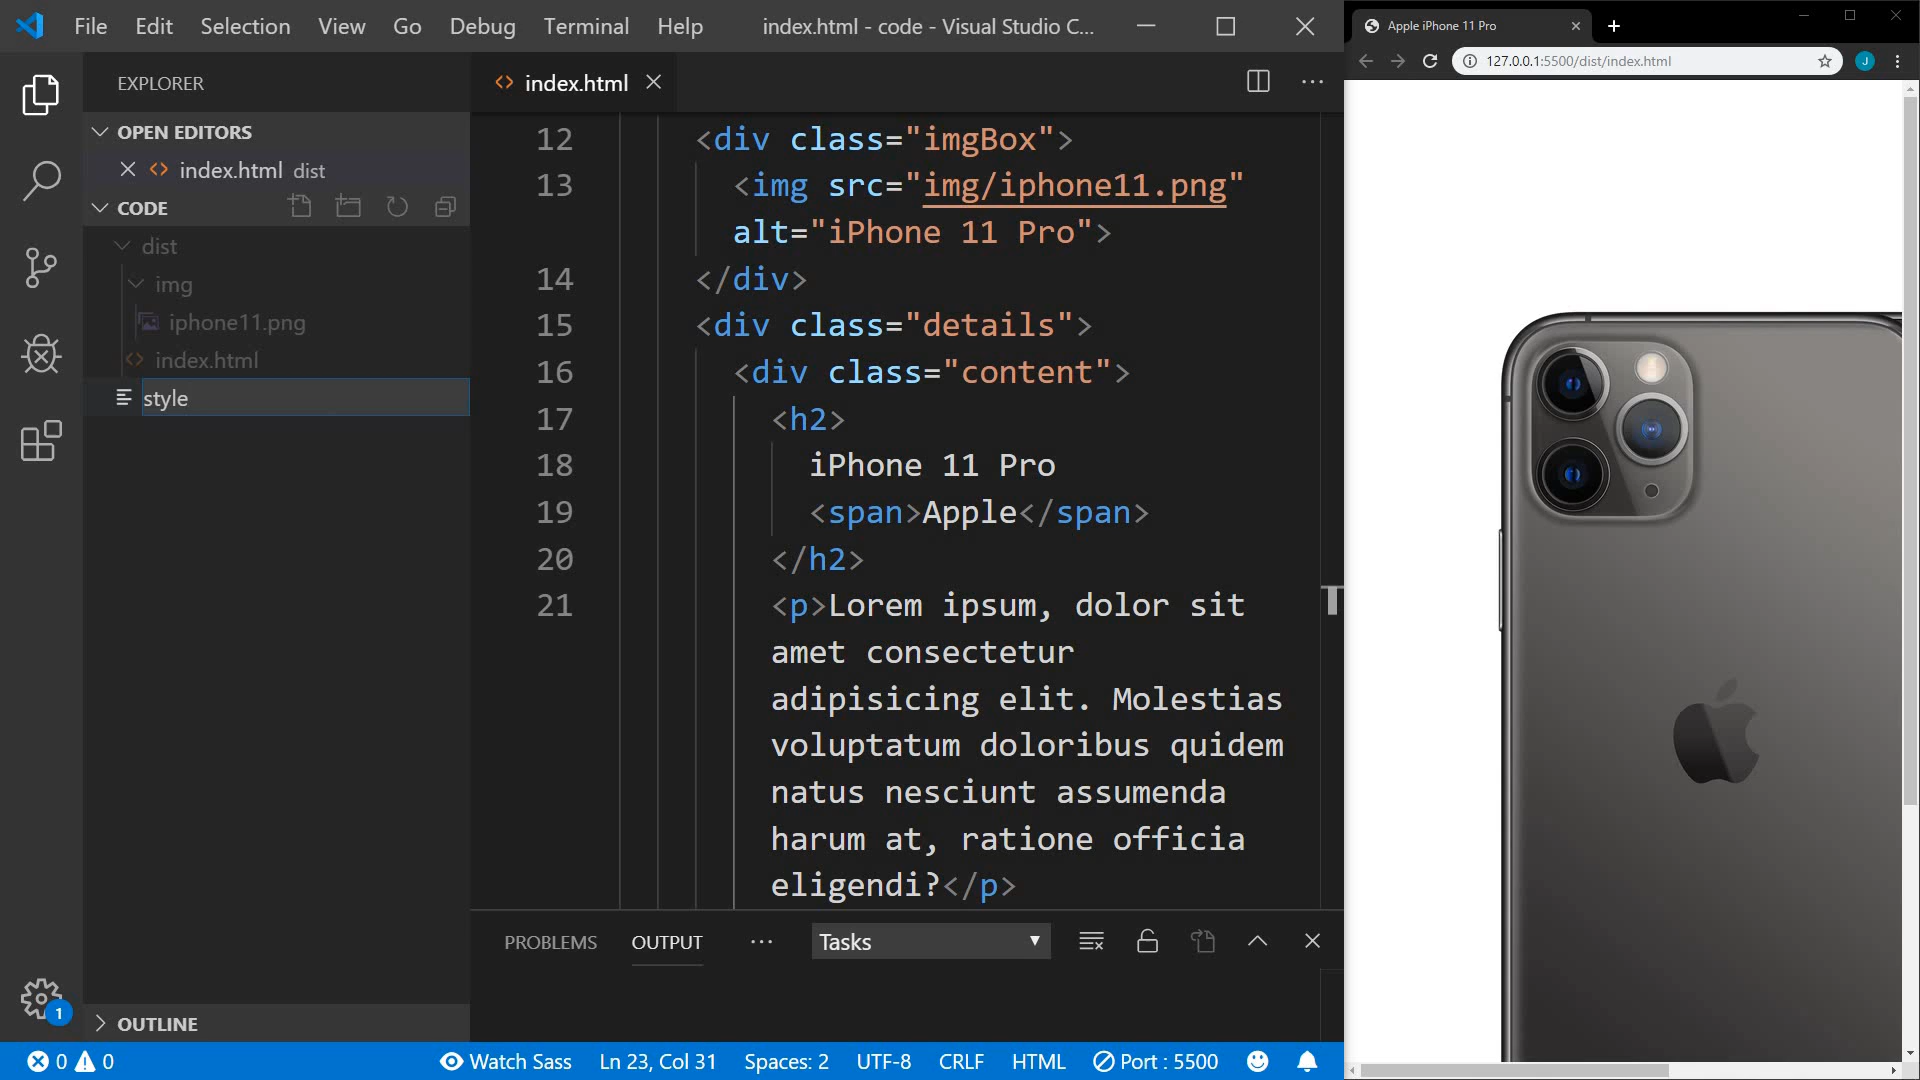 File Edit Selection View Go Debug Terminal Help index.html - code - Visual Studio C...
EXPLORER
OPEN EDITORS
index.html dist
CODE
dist
img
iphone11.png
index.html
style
OUTLINE
index.html
12 <div class="imgBox">
13 <img src="img/iphone11.png"
alt="iPhone 11 Pro">
14 </div>
15 <div class="details">
16 <div class="content">
17 <h2>
18 iPhone 11 Pro
19 <span>Apple</span>
20 </h2>
21 <p>Lorem ipsum, dolor sit
amet consectetur
adipisicing elit. Molestias
voluptatum doloribus quidem
natus nesciunt assumenda
harum at, ratione officia
eligendi?</p>
PROBLEMS OUTPUT ... Tasks
1
0 0 Watch Sass Ln 23, Col 31 Spaces: 2 UTF-8 CRLF HTML Port : 5500
Apple iPhone 11 Pro
127.0.0.1:5500/dist/index.html
J